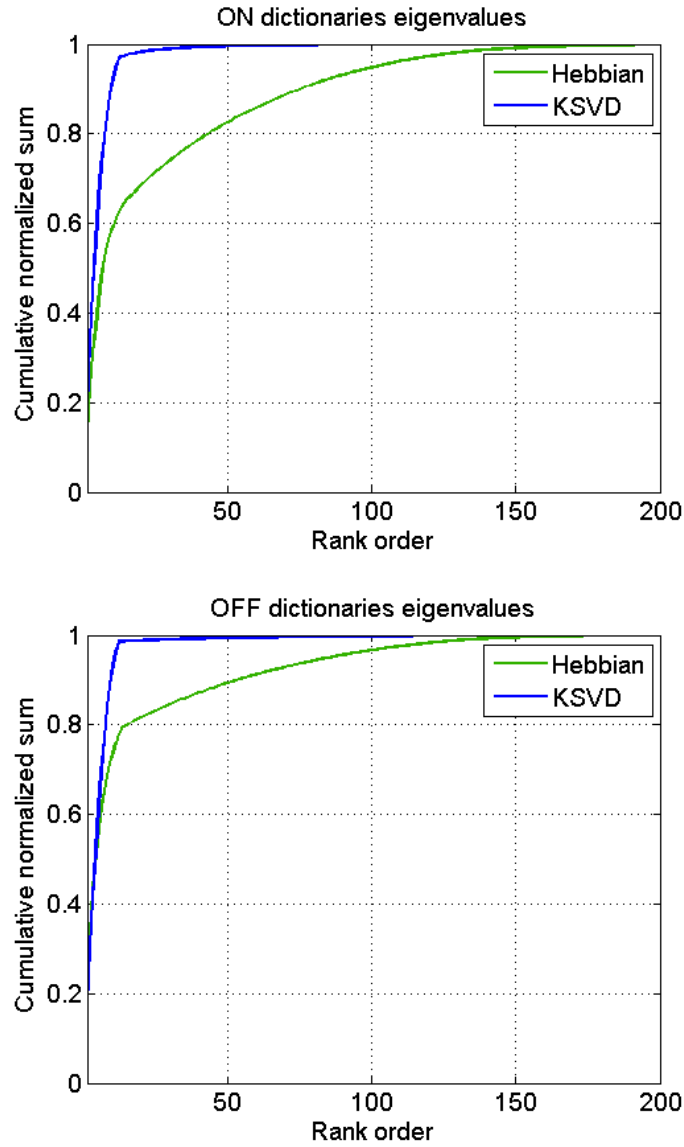 ON dictionaries eigenvalues
1
0.8
0.6
0.4
0.2
0
Cumulative normalized sum
Hebbian
KSVD
50
100
150
200
Rank order
OFF dictionaries eigenvalues
1
0.8
0.6
0.4
0.2
0
Cumulative normalized sum
Hebbian
KSVD
50
100
150
200
Rank order